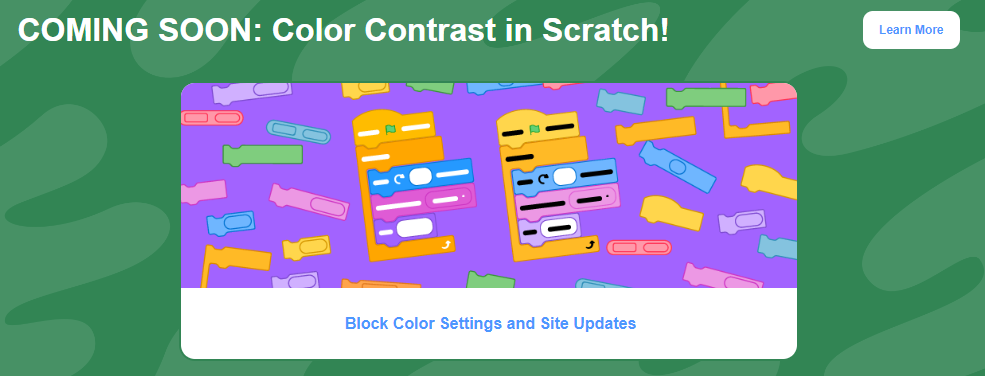 COMING SOON: Color Contrast in Scratch!
Learn More
Block Color Settings and Site Updates